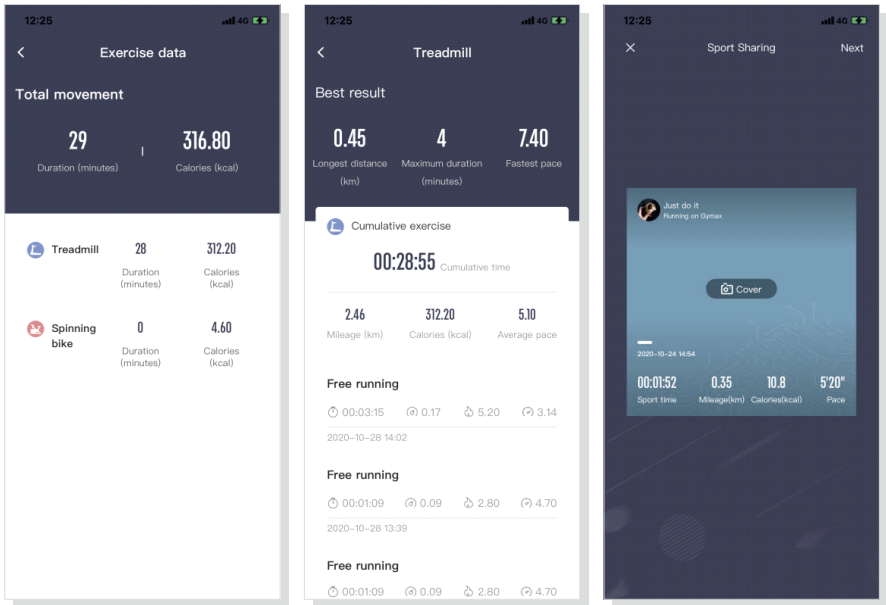 12:25
4G
Exercise data
Total movement
29
316.80
Duration (minutes)
Calories (kcal)
Treadmill
28
312.20
Duration
(minutes)
Calories
(kcal)
Spinning
bike
0
4.60
Duration
(minutes)
Calories
(kcal)
12:25
4G
Treadmill
Best result
0.45
4
7.40
Longest distance
(km)
Maximum duration
(minutes)
Fastest pace
Cumulative exercise
00:28:55 Cumulative time
2.46
312.20
5.10
Mileage (km)
Calories (kcal)
Average pace
Free running
00:03:15 0.17 5.20 3.14
2020-10-28 14:02
Free running
00:01:09 0.09 2.80 4.70
2020-10-28 13:39
Free running
00:01:09 0.09 2.80 4.70
12:25
4G
Sport Sharing
Next
Just do it
Running on Gymax
Cover
2020-10-24 14:54
00:01:52
0.35
10.8
5'20"
Sport time
Mileage(km)
Calories(kcal)
Pace